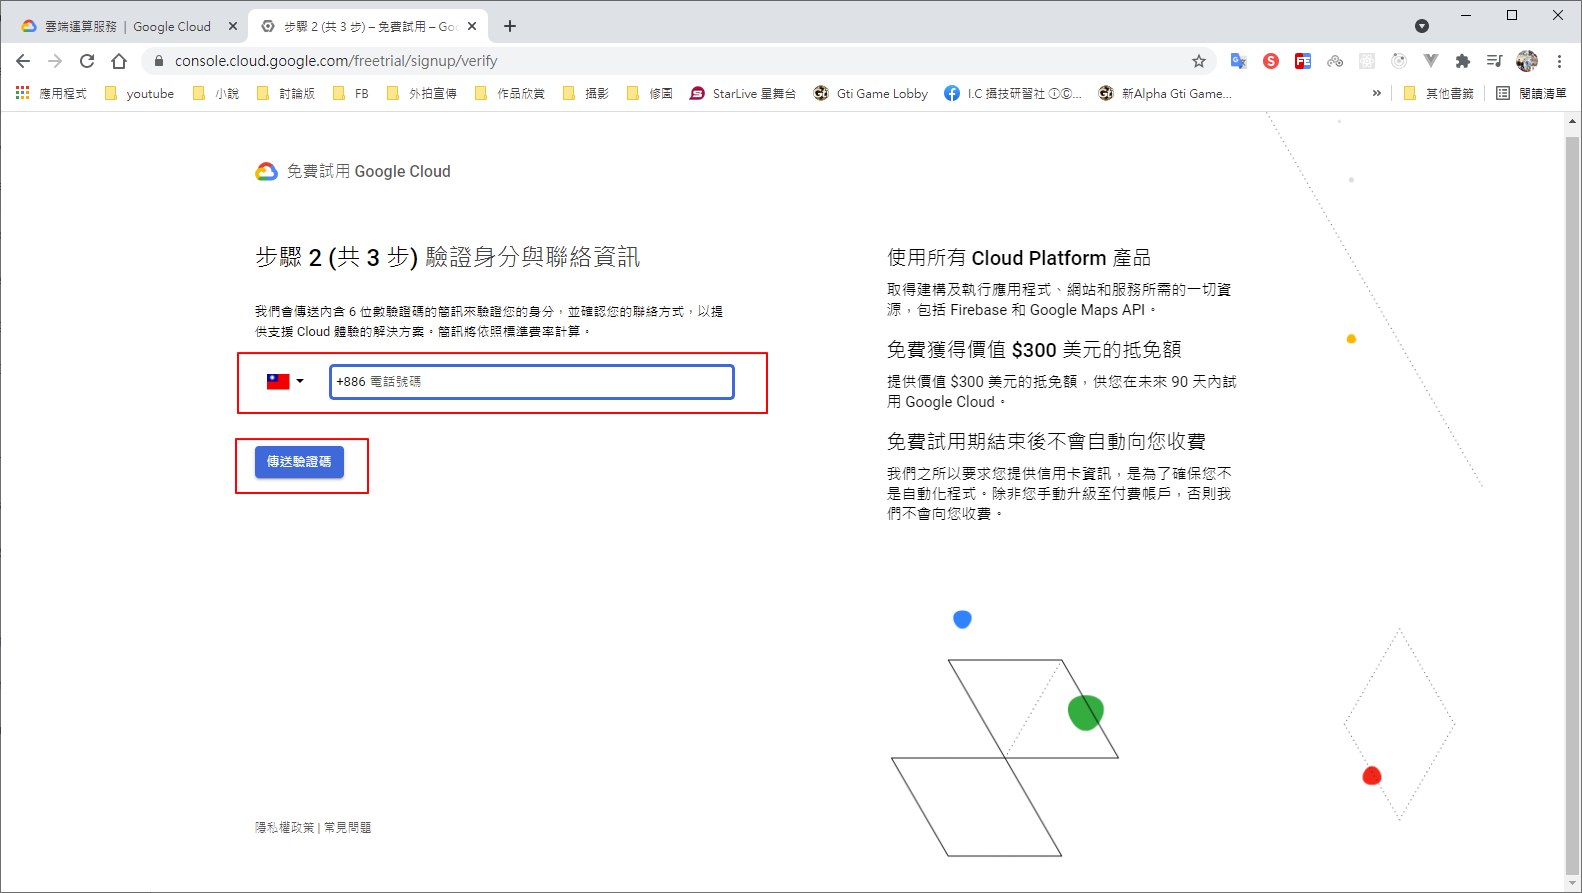 雲端運算服務 | Google Cloud
步驟 2 (共 3 步) – 免費試用 – Goo
console.cloud.google.com/freetrial/signup/verify
應用程式
youtube
小說
討論版
FB
外拍宣傳
作品欣賞
攝影
修圖
StarLive 星舞台
Gti Game Lobby
I.C 攝技研習社 ⓘⒸ...
新Alpha Gti Game...
»
其他書籤
閱讀清單
免費試用 Google Cloud
步驟 2 (共 3 步) 驗證身分與聯絡資訊
我們會傳送內含 6 位數驗證碼的簡訊來驗證您的身分，並確認您的聯絡方式，以提
供支援 Cloud 體驗的解決方案。簡訊將依照標準費率計算。
+886 電話號碼
傳送驗證碼
隱私權政策 | 常見問題
使用所有 Cloud Platform 產品
取得建構及執行應用程式、網站和服務所需的一切資
源，包括 Firebase 和 Google Maps API。
免費獲得價值 $300 美元的抵免額
提供價值 $300 美元的抵免額，供您在未來 90 天內試
用 Google Cloud。
免費試用期結束後不會自動向您收費
我們之所以要求您提供信用卡資訊，是為了確保您不
是自動化程式。除非您手動升級至付費帳戶，否則我
們不會向您收費。